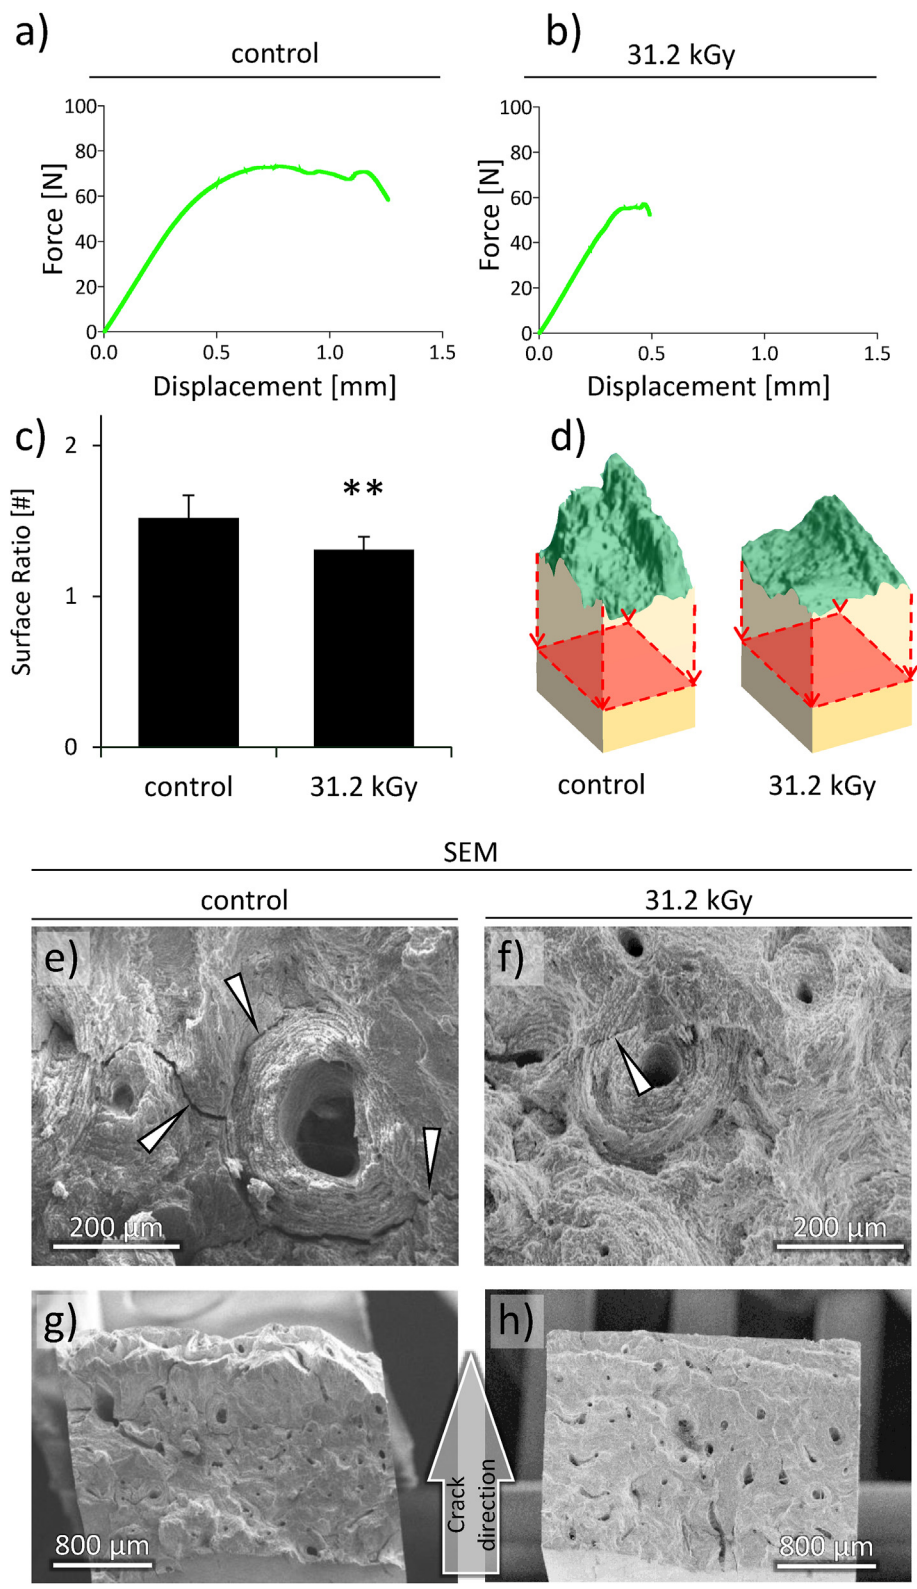 a)
control
100
80
60
40
20
0
Force [N]
0.0
0.5
1.0
1.5
Displacement [mm]
b)
31.2 kGy
100
80
60
40
20
0
Force [N]
0.0
0.5
1.0
1.5
Displacement [mm]
c)
2
1
0
Surface Ratio [#]
**
control
31.2 kGy
d)
control
31.2 kGy
SEM
control
31.2 kGy
e)
200 µm
f)
200 µm
g)
800 µm
Crack
direction
h)
800 µm